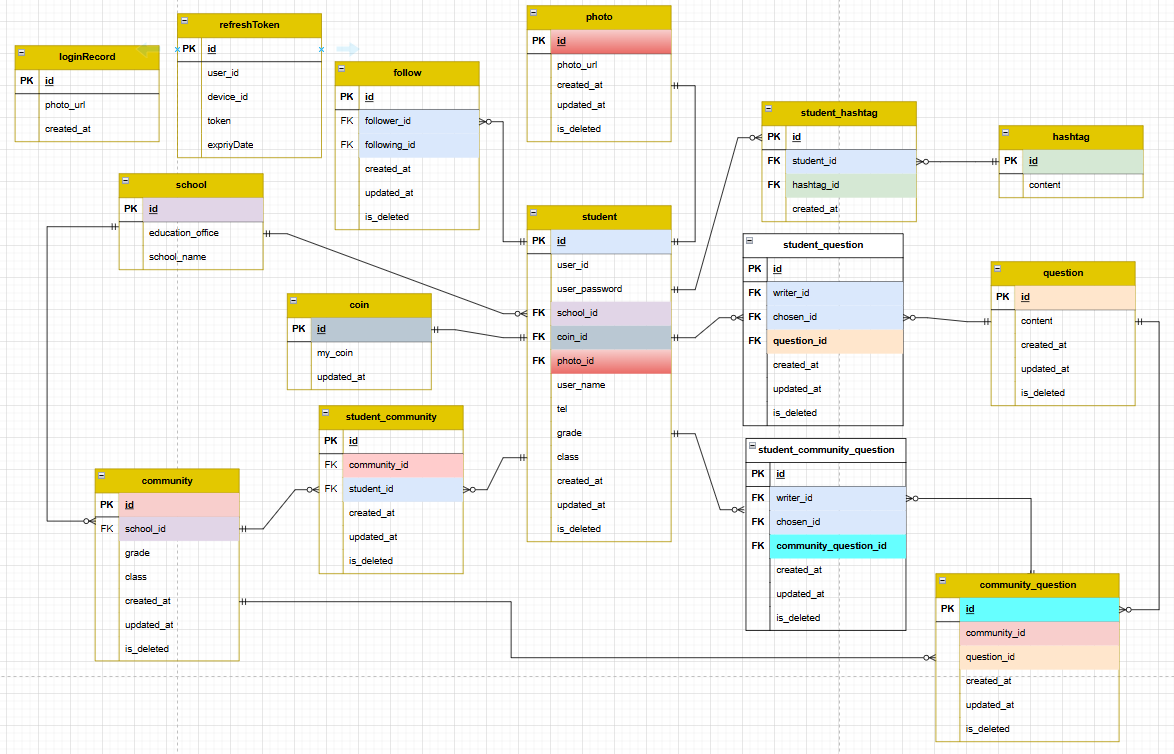 loginRecord
PK id
photo_url
created_at
refreshToken
PK id
user_id
device_id
token
expriyDate
follow
PK id
FK follower_id
FK following_id
created_at
updated_at
is_deleted
photo
PK id
photo_url
created_at
updated_at
is_deleted
student_hashtag
PK id
FK student_id
FK hashtag_id
created_at
hashtag
PK id
content
school
PK id
education_office
school_name
student
PK id
user_id
user_password
FK school_id
FK coin_id
FK photo_id
user_name
tel
grade
class
created_at
updated_at
is_deleted
student_question
PK id
FK writer_id
FK chosen_id
FK question_id
created_at
updated_at
is_deleted
question
PK id
content
created_at
updated_at
is_deleted
coin
PK id
my_coin
updated_at
student_community
PK id
FK community_id
FK student_id
created_at
updated_at
is_deleted
student_community_question
PK id
FK writer_id
FK chosen_id
FK community_question_id
created_at
updated_at
is_deleted
community
PK id
FK school_id
grade
class
created_at
updated_at
is_deleted
community_question
PK id
community_id
question_id
created_at
updated_at
is_deleted